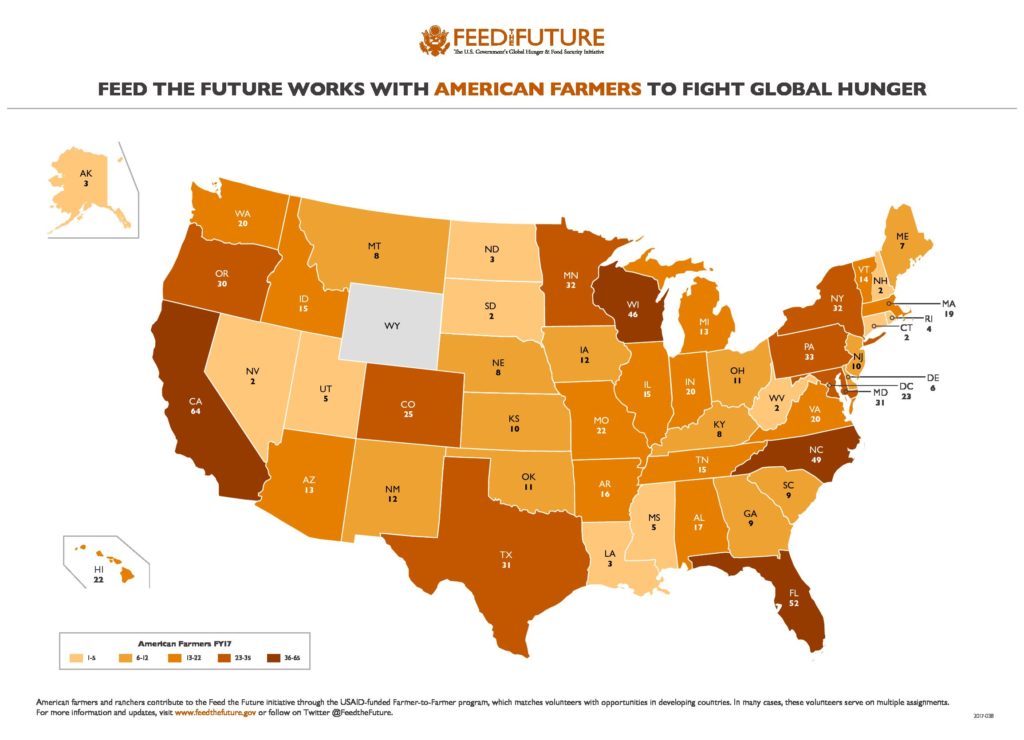 FEED THE FUTURE
The U.S. Government's Global Hunger & Food Security Initiative
FEED THE FUTURE WORKS WITH AMERICAN FARMERS TO FIGHT GLOBAL HUNGER
AK
3
WA
20
MT
8
ND
3
MN
32
ME
7
OR
30
ID
15
SD
2
WI
46
MI
13
VT
14
NH
2
NY
32
MA
19
RI
4
CT
2
WY
NE
8
IA
12
PA
33
NJ
10
NV
2
UT
5
CA
64
CO
25
KS
10
MO
22
IL
15
IN
20
OH
11
WV
2
DE
6
DC
23
MD
31
KY
8
VA
20
AZ
13
NM
12
OK
11
AR
16
TN
15
NC
49
SC
9
TX
31
LA
3
MS
5
AL
17
GA
9
FL
52
HI
22
American Farmers FY17
1-5 6-12 13-22 23-35 36-65
American farmers and ranchers contribute to the Feed the Future initiative through the USAID-funded Farmer-to-Farmer program, which matches volunteers with opportunities in developing countries. In many cases, these volunteers serve on multiple assignments.
For more information and updates, visit www.feedthefuture.gov or follow on Twitter @FeedtheFuture.